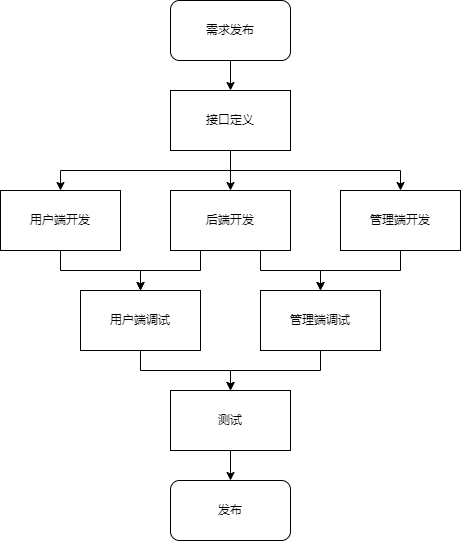 需求发布
接口定义
用户端开发
后端开发
管理端开发
用户端调试
管理端调试
测试
发布